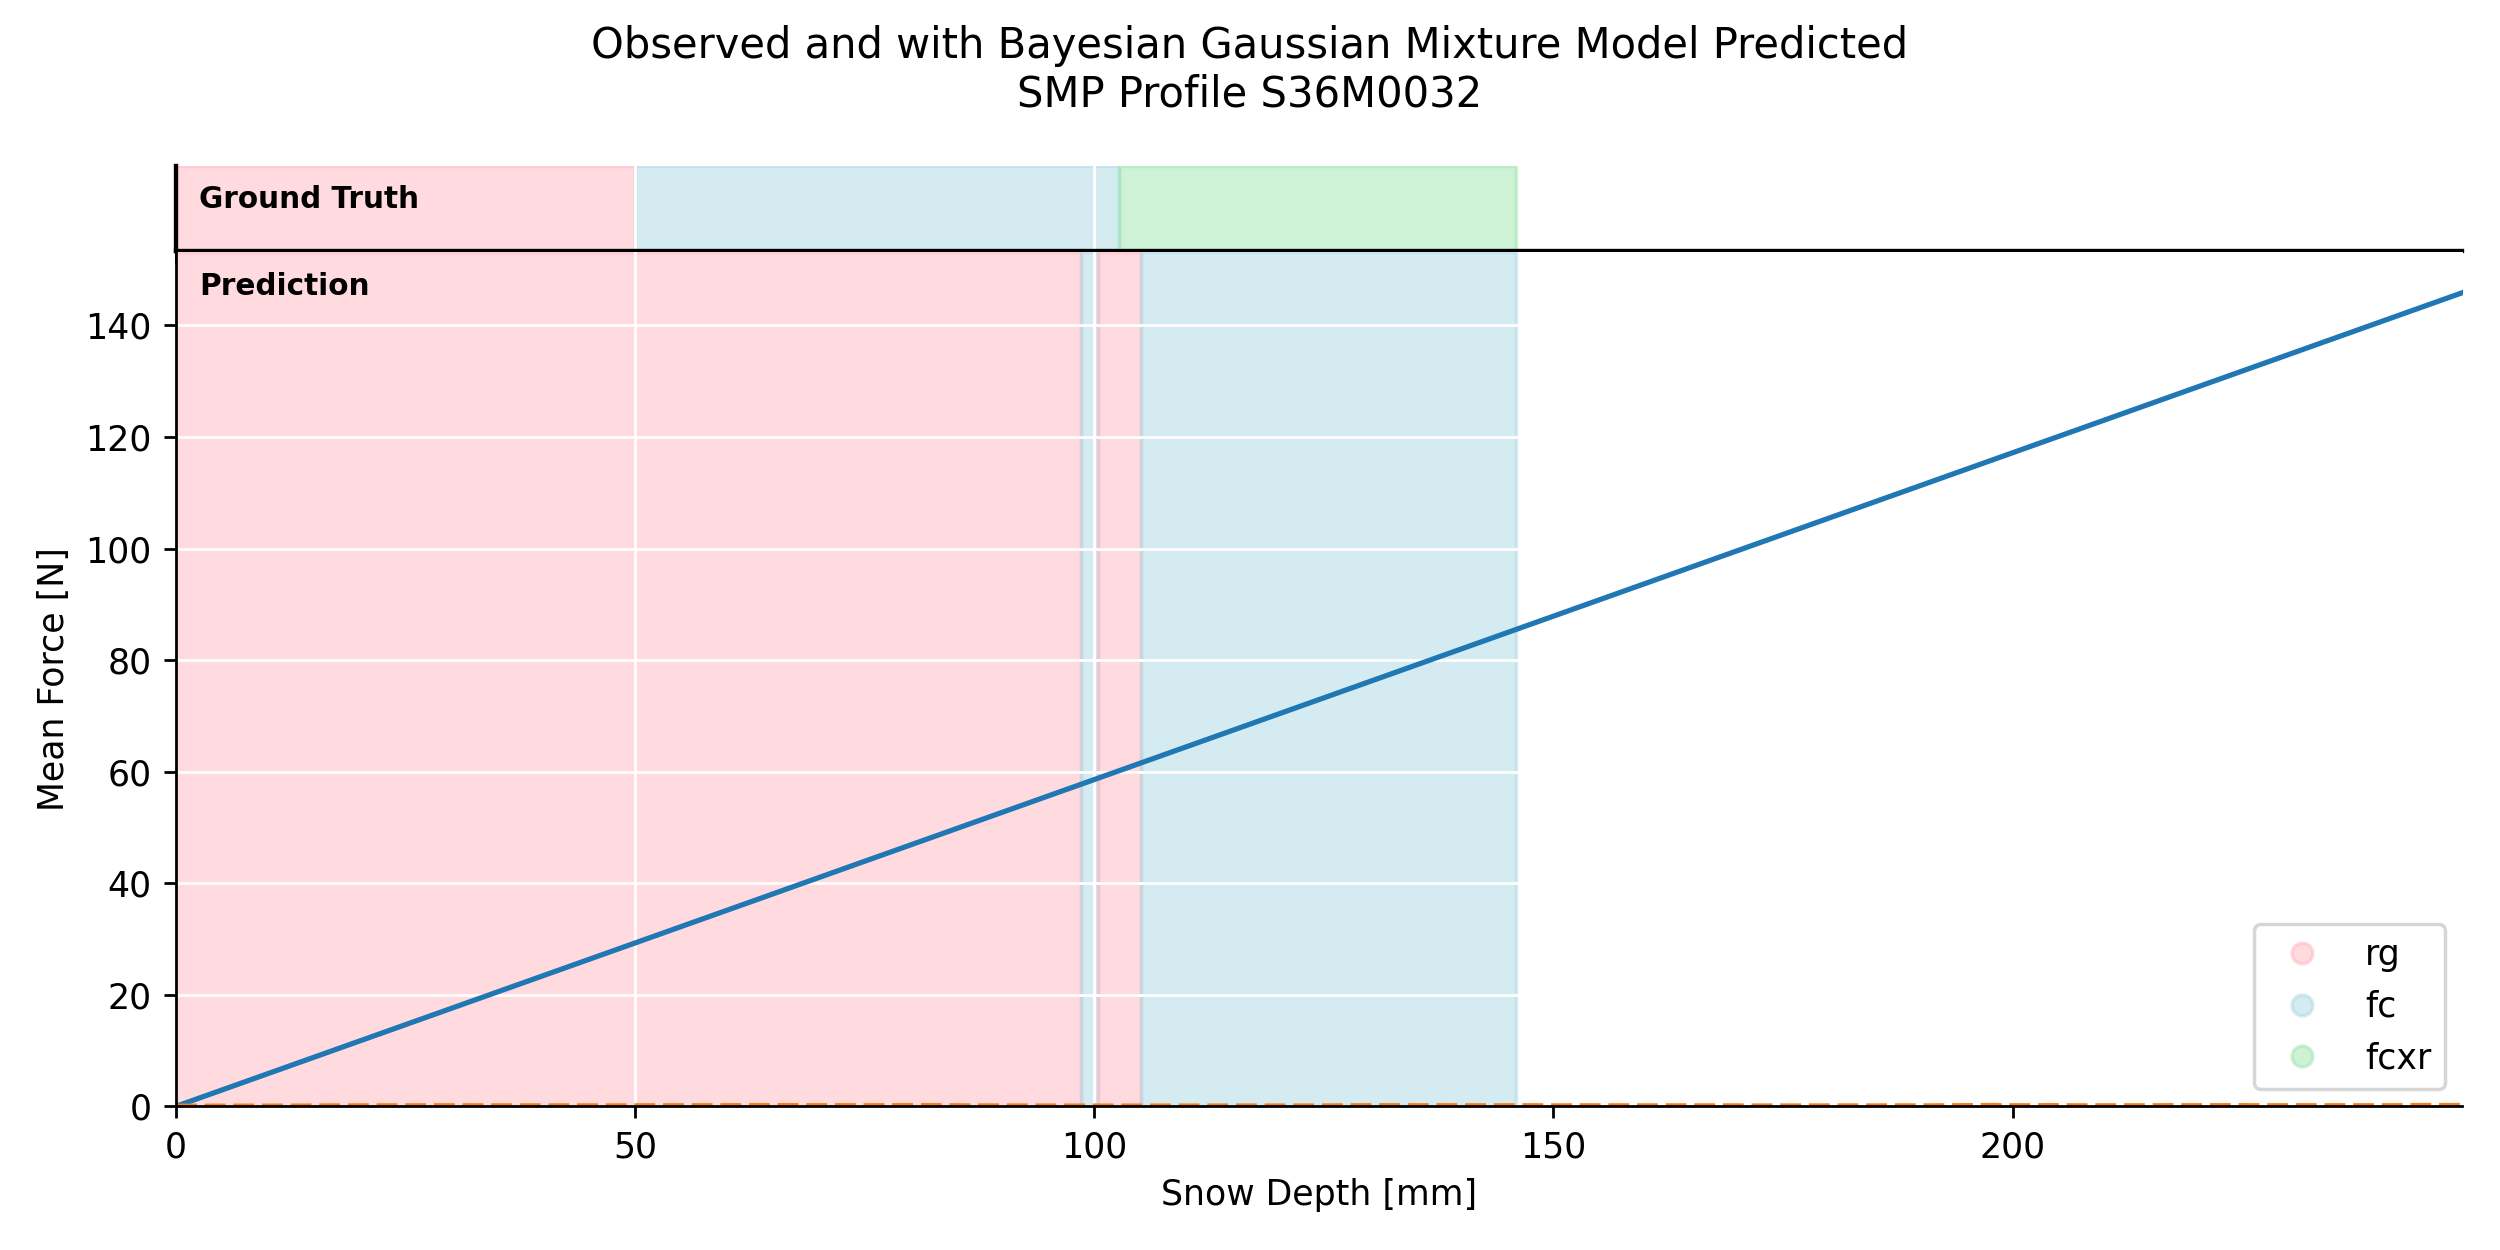 Observed and with Bayesian Gaussian Mixture Model Predicted
SMP Profile S36M0032
Ground Truth
Prediction
140
120
100
80
60
40
20
0
Mean Force [N]
0 50 100 150 200
Snow Depth [mm]
rg
fc
fcxr